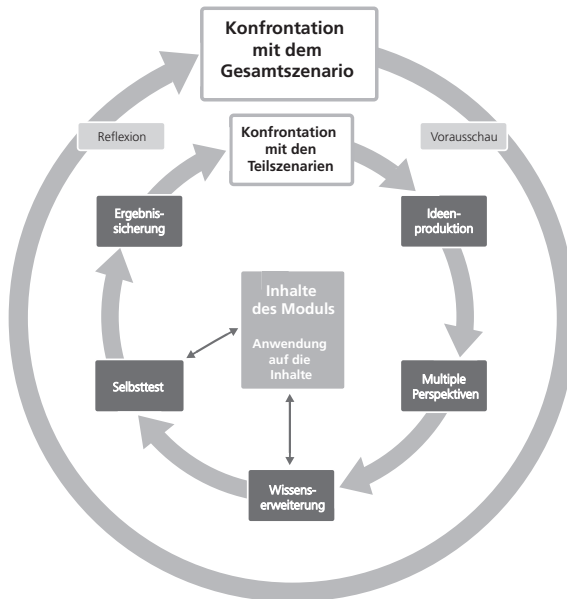 Konfrontation
mit dem
Gesamtszenario
Reflexion
Vorausschau
Konfrontation
mit den
Teilszenarien
Ergebnis-
sicherung
Ideen-
produktion
Inhalte
des Moduls
Anwendung
auf die
Inhalte
Selbsttest
Multiple
Perspektiven
Wissens-
erweiterung